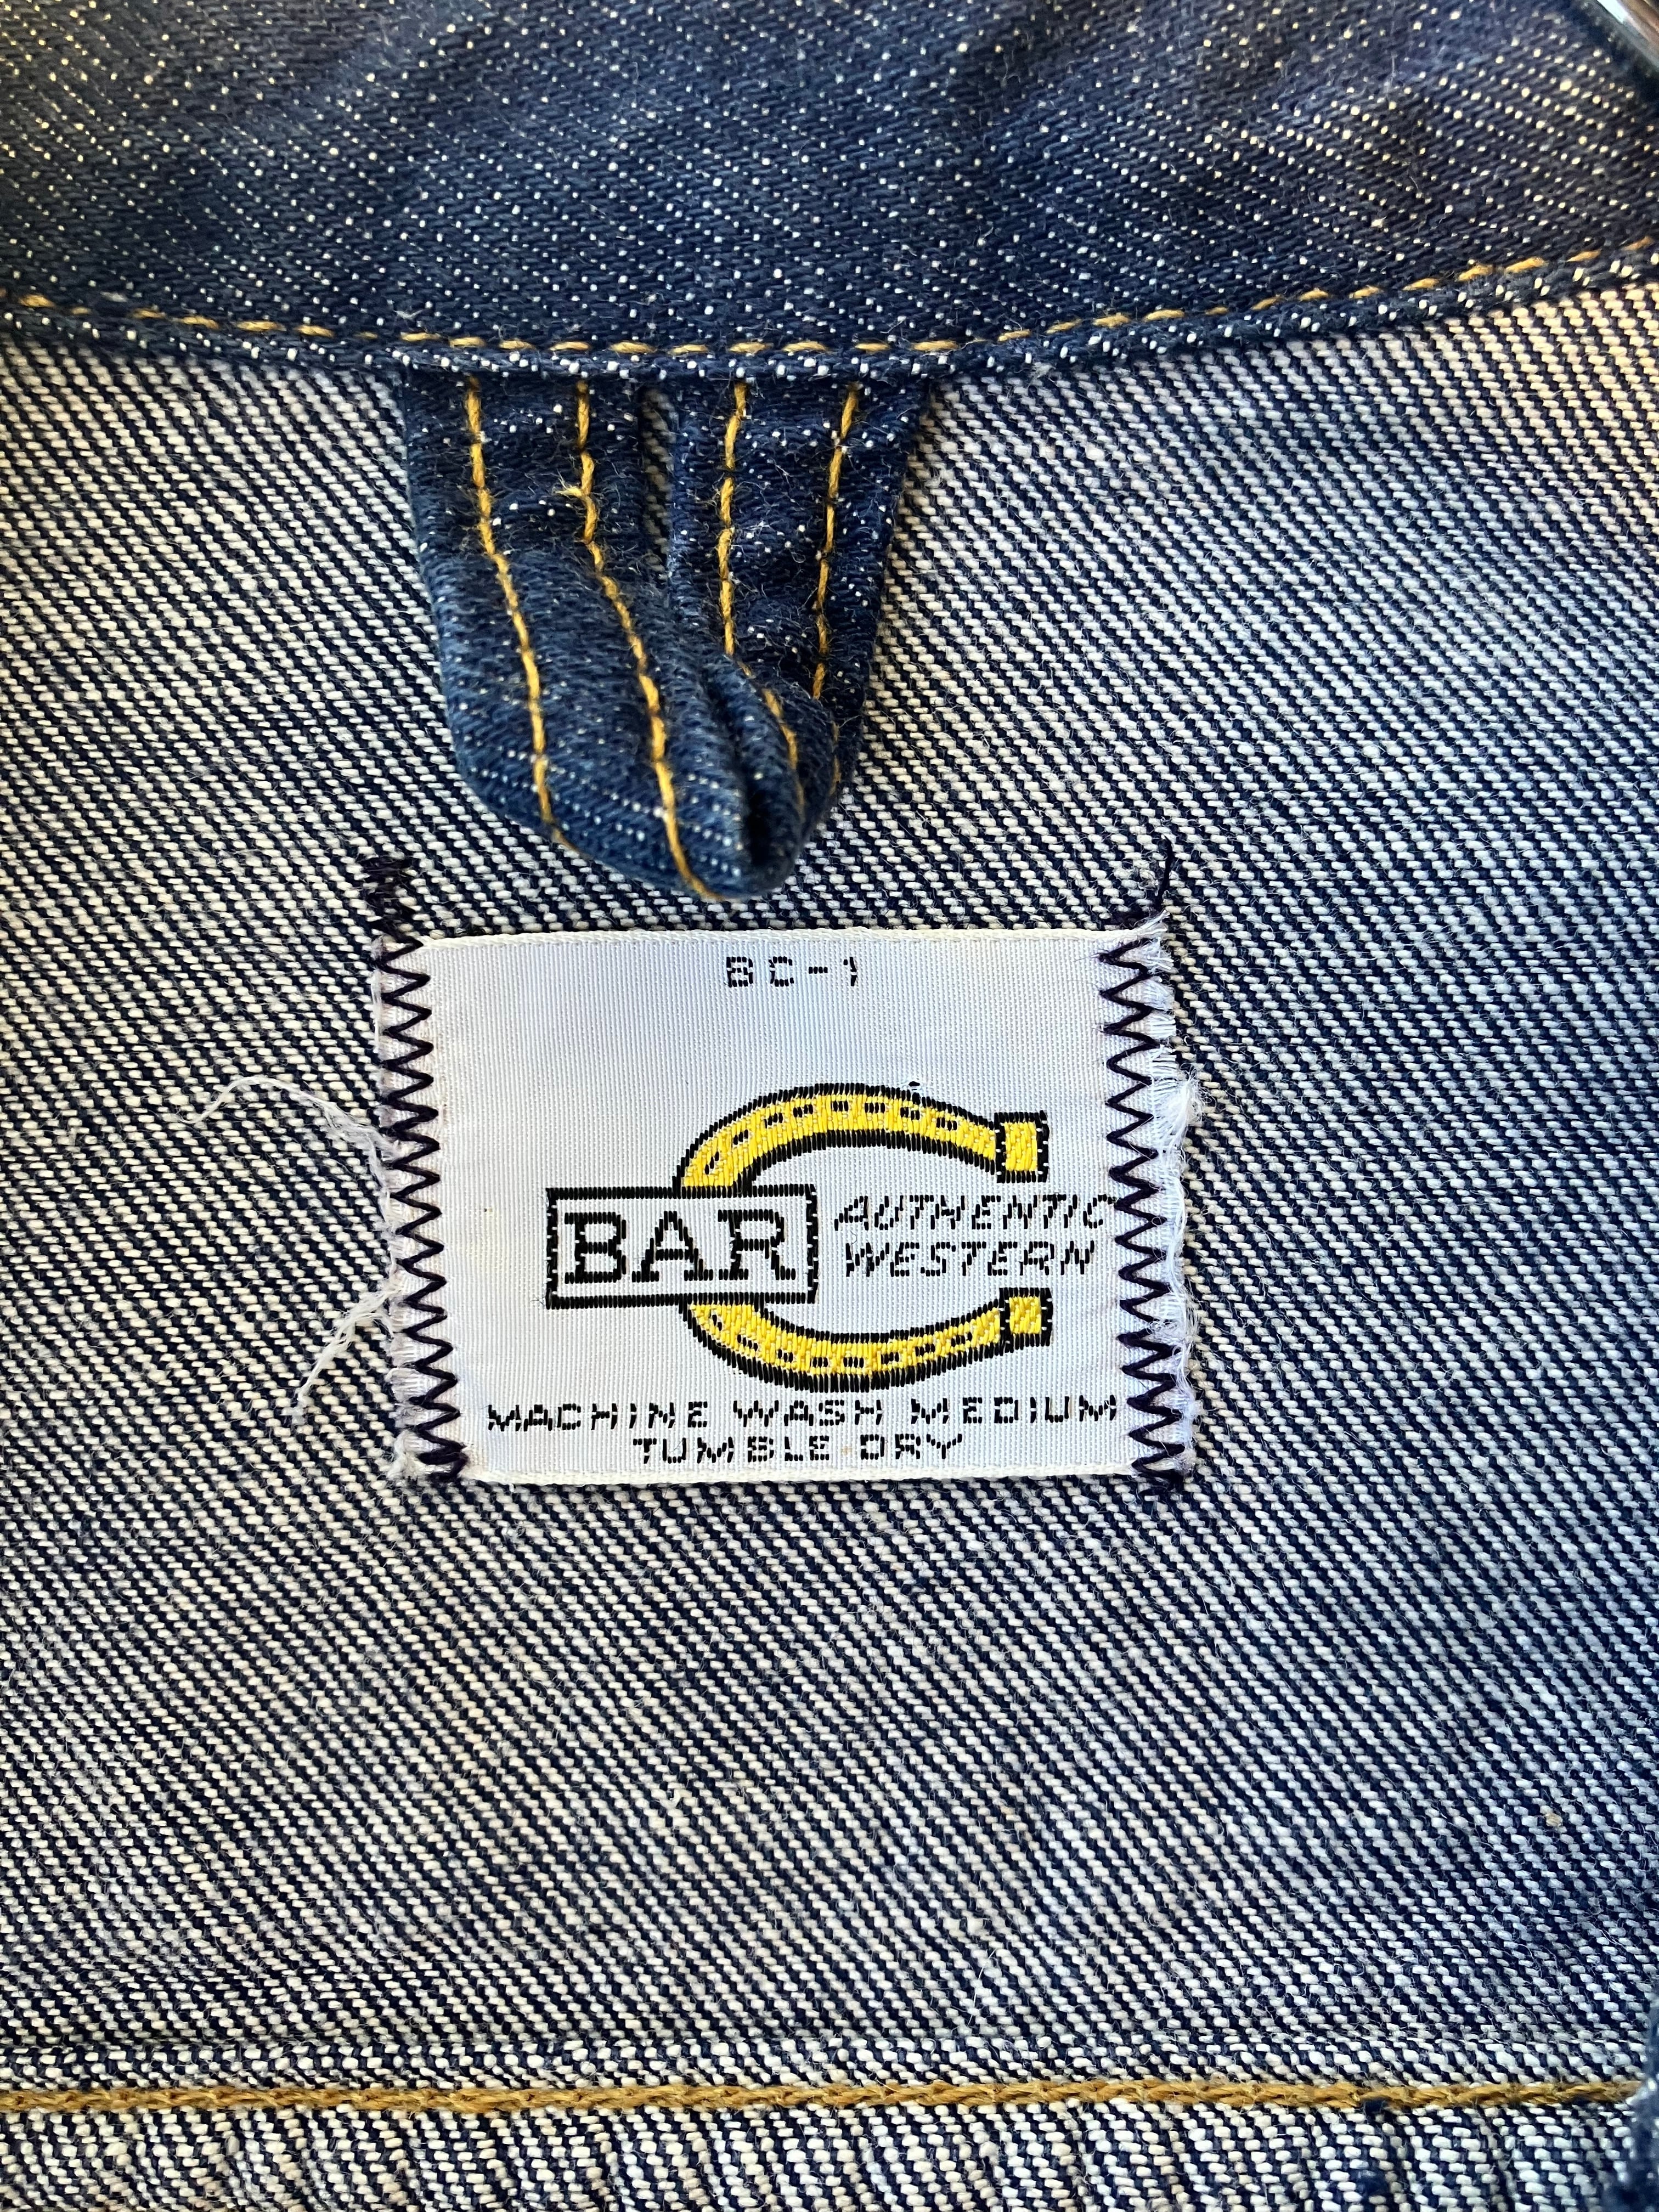 BC-1
BAR AUTHENTIC
WESTERN
MACHINE WASH MEDIUM
TUMBLE DRY